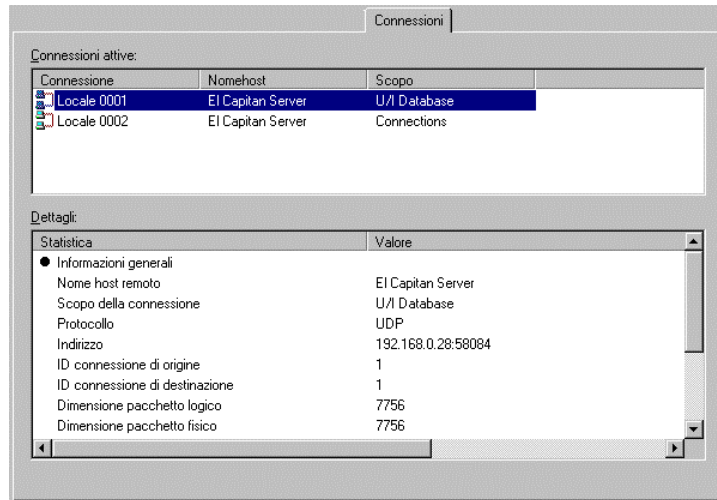 Connessioni
Connessioni attive:
Connessione Nomehost Scopo
Locale 0001 El Capitan Server U/I Database
Locale 0002 El Capitan Server Connections
Dettagli:
Statistica Valore
Informazioni generali
Nome host remoto El Capitan Server
Scopo della connessione U/I Database
Protocollo UDP
Indirizzo 192.168.0.28:58084
ID connessione di origine 1
ID connessione di destinazione 1
Dimensione pacchetto logico 7756
Dimensione pacchetto fisico 7756